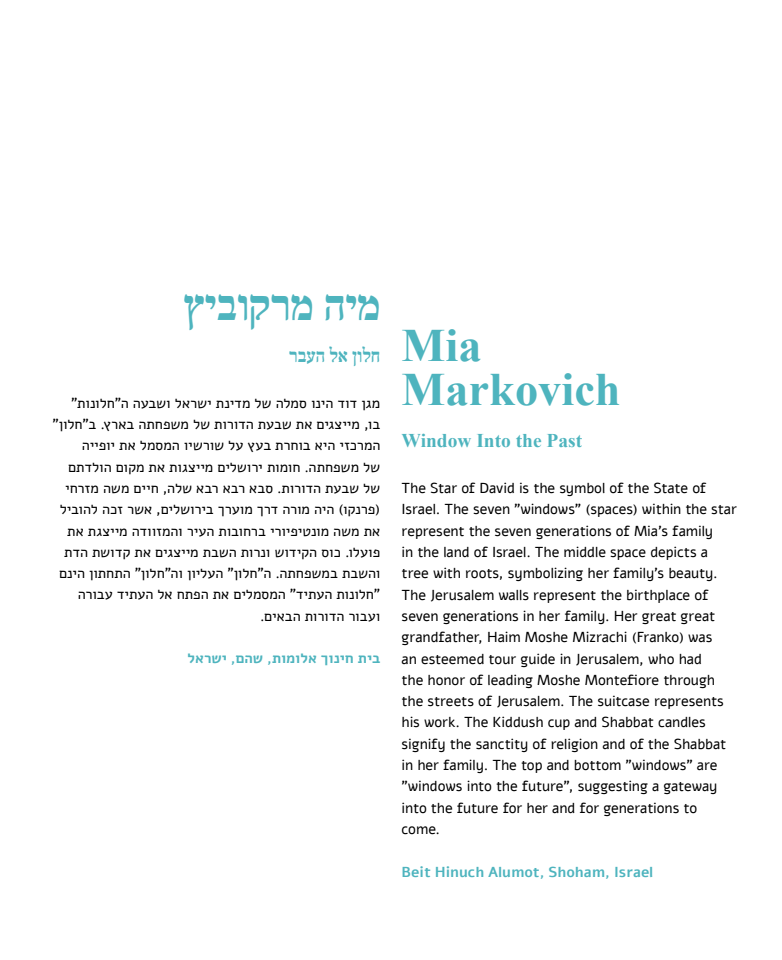 מיה מרקוביץ
חלון אל העבר
מגן דוד הינו סמלה של מדינת ישראל ושבעה ה"חלונות"
בו, מייצגים את שבעת הדורות של משפחתה בארץ. ב"חלון"
המרכזי היא בוחרת בעץ על שורשיו המסמל את יופייה
של משפחתה. חומות ירושלים מייצגות את מקום הולדתם
של שבעת הדורות. סבא רבא רבא שלה, חיים משה מזרחי
(פרנקו) היה מורה דרך מוערך בירושלים, אשר זכה להוביל
את משה מונטיפיורי ברחובות העיר והמזוודה מייצגת את
פועלו. כוס הקידוש ונרות השבת מייצגים את קדושת הדת
והשבת במשפחתה. ה"חלון" העליון וה"חלון" התחתון הינם
"חלונות העתיד" המסמלים את הפתח אל העתיד עבורה
ועבור הדורות הבאים.
בית חינוך אלומות, שהם, ישראל
Mia
Markovich
Window Into the Past
The Star of David is the symbol of the State of
Israel. The seven "windows" (spaces) within the star
represent the seven generations of Mia's family
in the land of Israel. The middle space depicts a
tree with roots, symbolizing her family's beauty.
The Jerusalem walls represent the birthplace of
seven generations in her family. Her great great
grandfather, Haim Moshe Mizrachi (Franko) was
an esteemed tour guide in Jerusalem, who had
the honor of leading Moshe Montefiore through
the streets of Jerusalem. The suitcase represents
his work. The Kiddush cup and Shabbat candles
signify the sanctity of religion and of the Shabbat
in her family. The top and bottom "windows" are
"windows into the future", suggesting a gateway
into the future for her and for generations to
come.
Beit Hinuch Alumot, Shoham, Israel